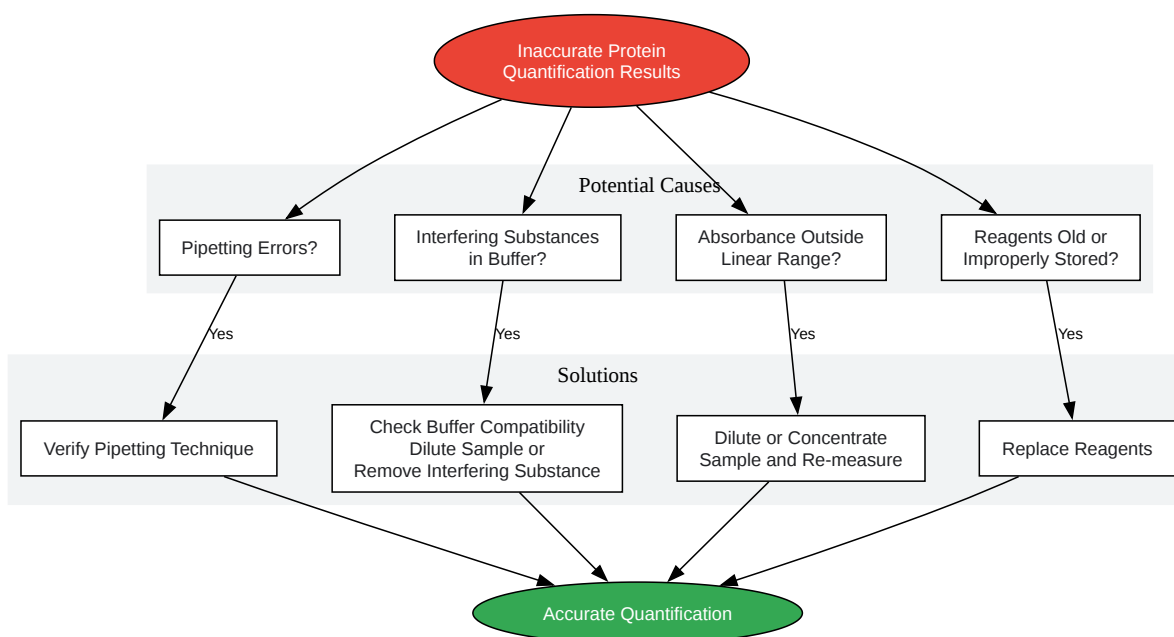 Inaccurate Protein
Quantification Results
Potential Causes
Pipetting Errors?
Interfering Substances
in Buffer?
Absorbance Outside
Linear Range?
Reagents Old or
Improperly Stored?
Yes
Yes
Yes
Yes
Solutions
Verify Pipetting Technique
Check Buffer Compatibility
Dilute Sample or
Remove Interfering Substance
Dilute or Concentrate
Sample and Re-measure
Replace Reagents
Accurate Quantification